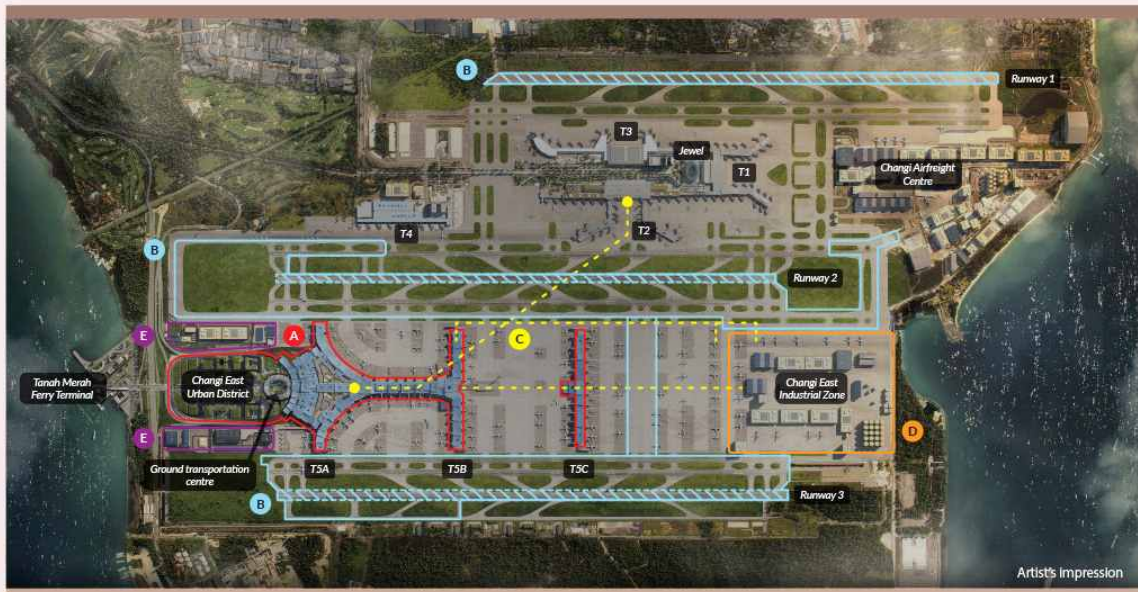 B
Runway 1
T3
Jewel
T1
Changi Airfreight
Centre
T2
T4
B
Runway 2
E
A
C
Tanah Merah
Ferry Terminal
Changi East
Urban District
Changi East
Industrial Zone
E
D
Ground transportation
centre
T5A
T5B
T5C
B
Runway 3
Artist's impression